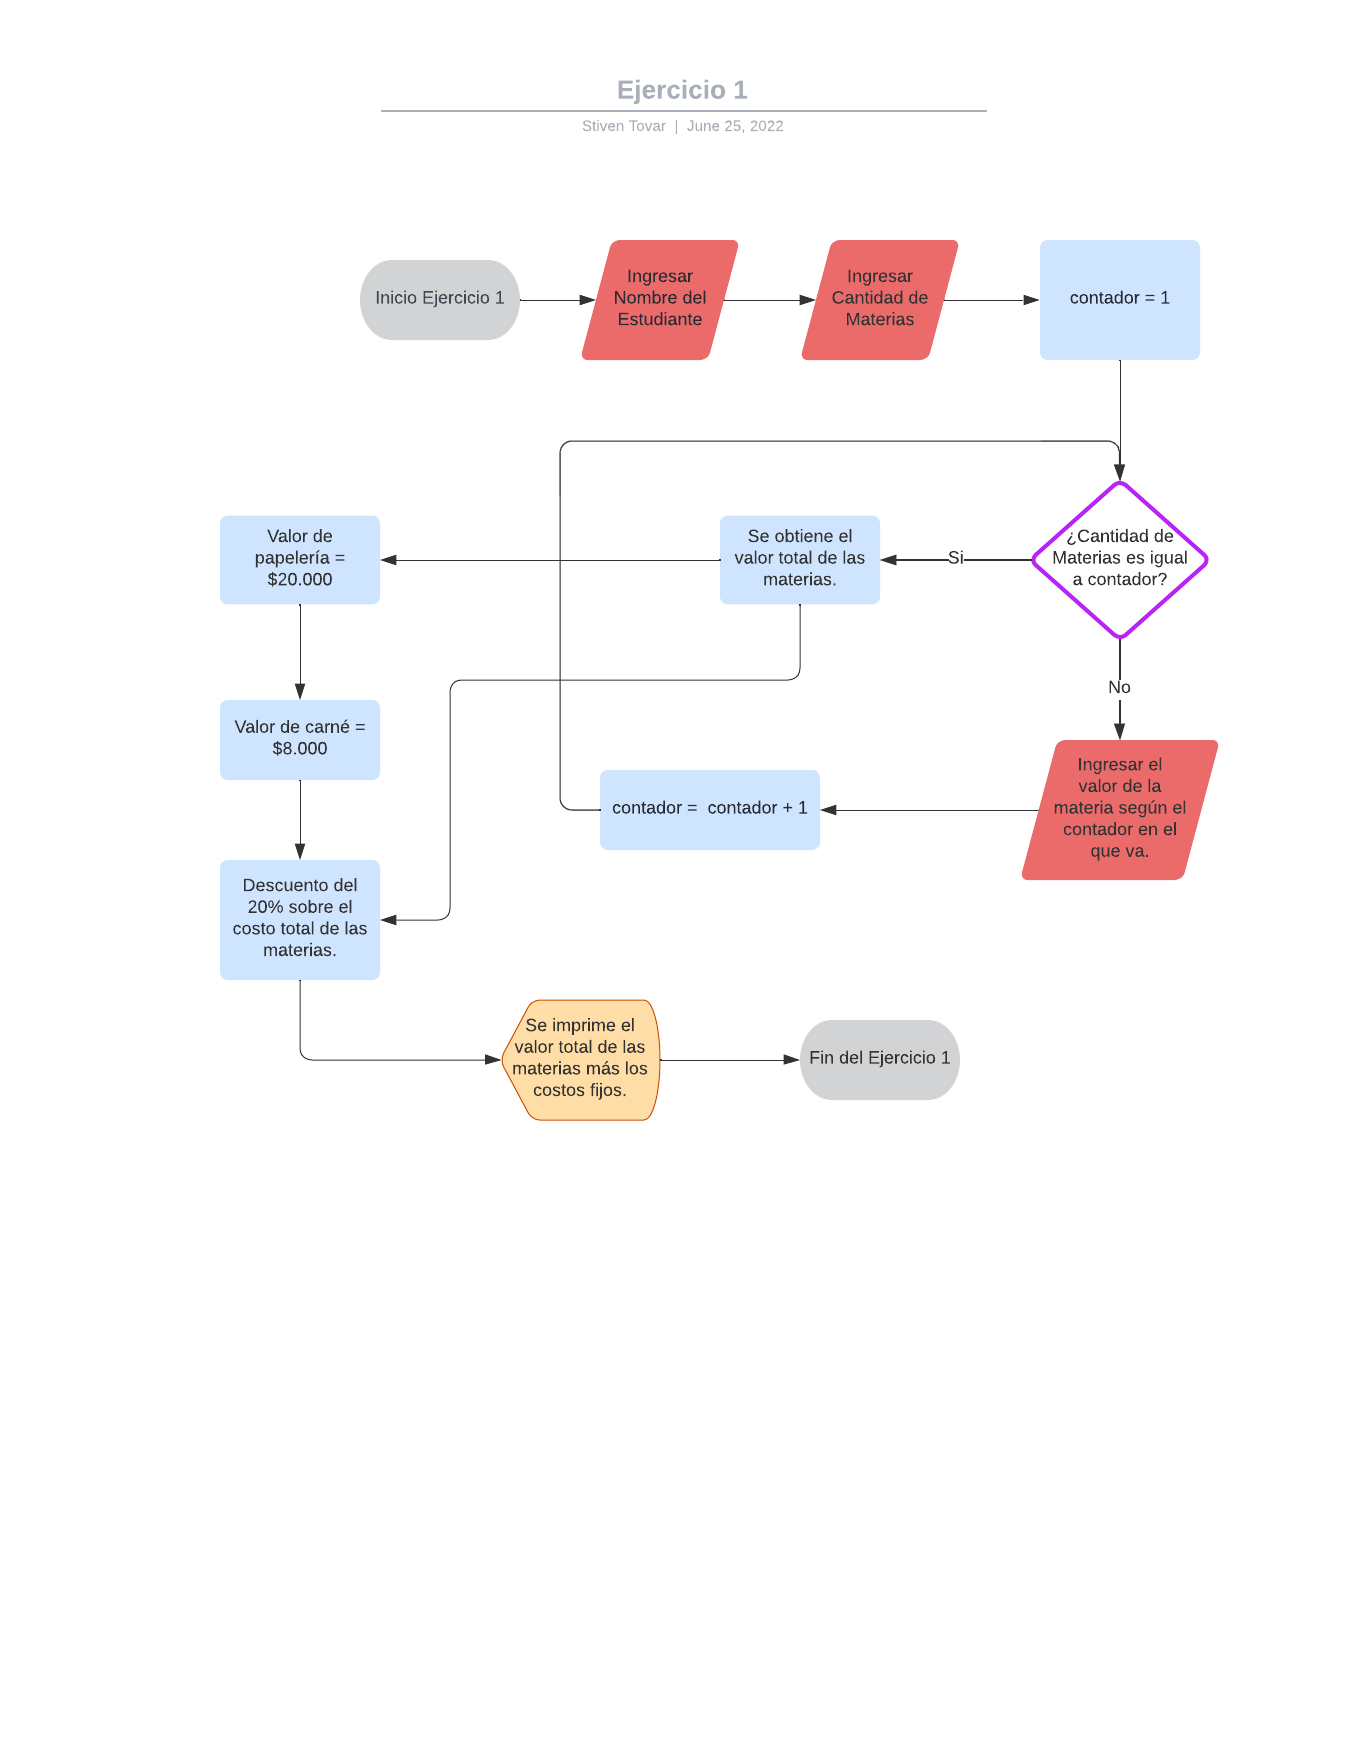 Ejercicio 1
Stiven Tovar | June 25, 2022
Inicio Ejercicio 1
Ingresar
Nombre del
Estudiante
Ingresar
Cantidad de
Materias
contador = 1
¿Cantidad de
Materias es igual
a contador?
Si
Se obtiene el
valor total de las
materias.
Valor de
papelería =
$20.000
No
Valor de carné =
$8.000
Ingresar el
valor de la
materia según el
contador en el
que va.
contador =  contador + 1
Descuento del
20% sobre el
costo total de las
materias.
Se imprime el
valor total de las
materias más los
costos fijos.
Fin del Ejercicio 1